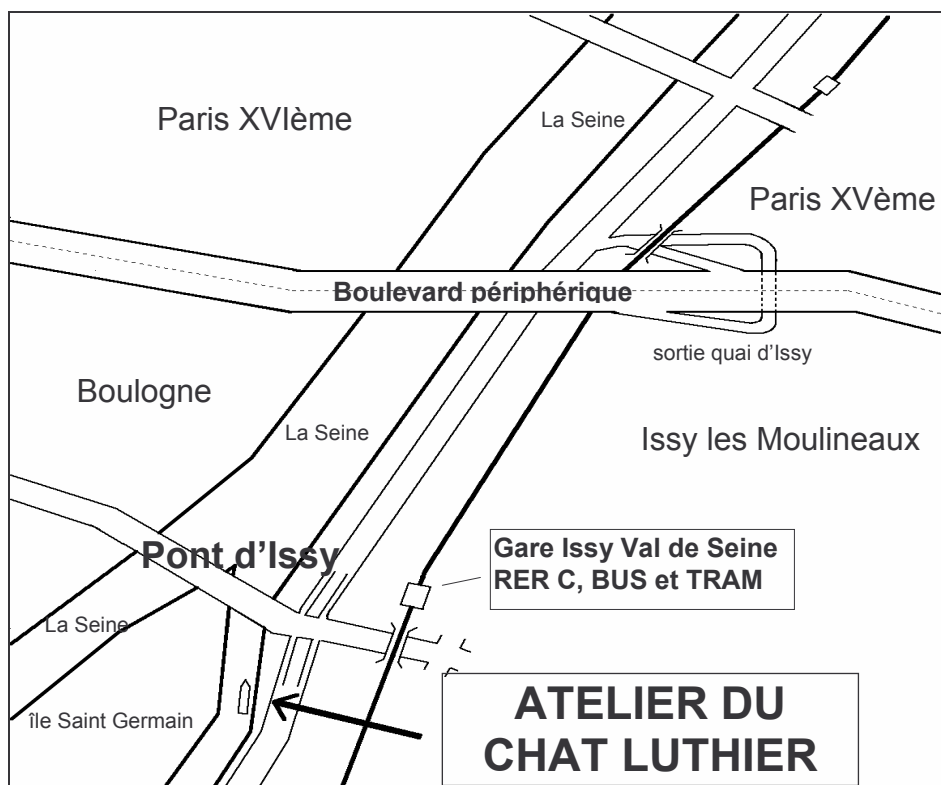 Paris XVIème
La Seine
Paris XVème
Boulevard périphérique
sortie quai d'Issy
Boulogne
La Seine
Issy les Moulineaux
Pont d'Issy
Gare Issy Val de Seine
RER C, BUS et TRAM
La Seine
île Saint Germain
ATELIER DU
CHAT LUTHIER